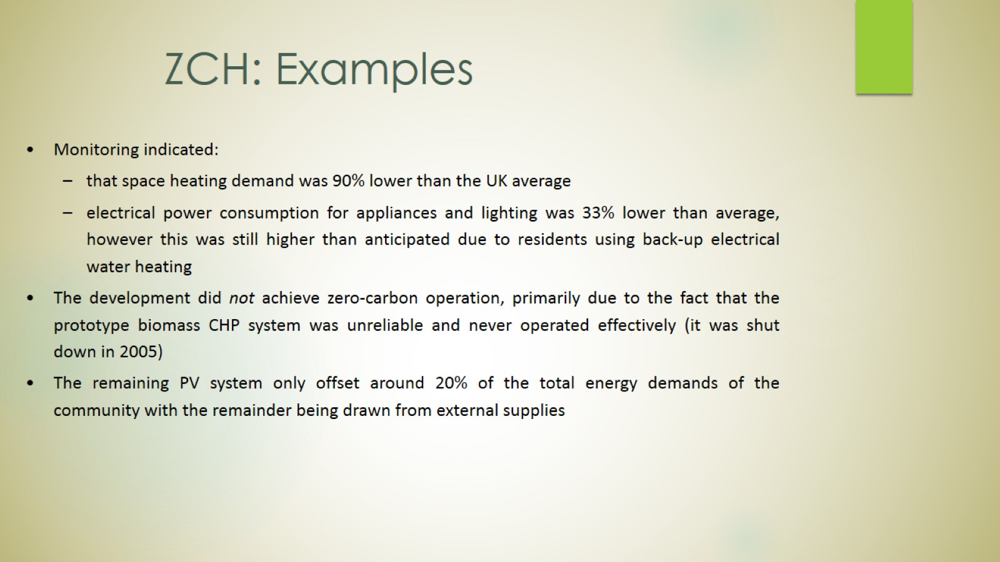 ZCH: Examples
• Monitoring indicated:
– that space heating demand was 90% lower than the UK average
– electrical power consumption for appliances and lighting was 33% lower than average,
however this was still higher than anticipated due to residents using back-up electrical
water heating
• The development did not achieve zero-carbon operation, primarily due to the fact that the
prototype biomass CHP system was unreliable and never operated effectively (it was shut
down in 2005)
• The remaining PV system only offset around 20% of the total energy demands of the
community with the remainder being drawn from external supplies